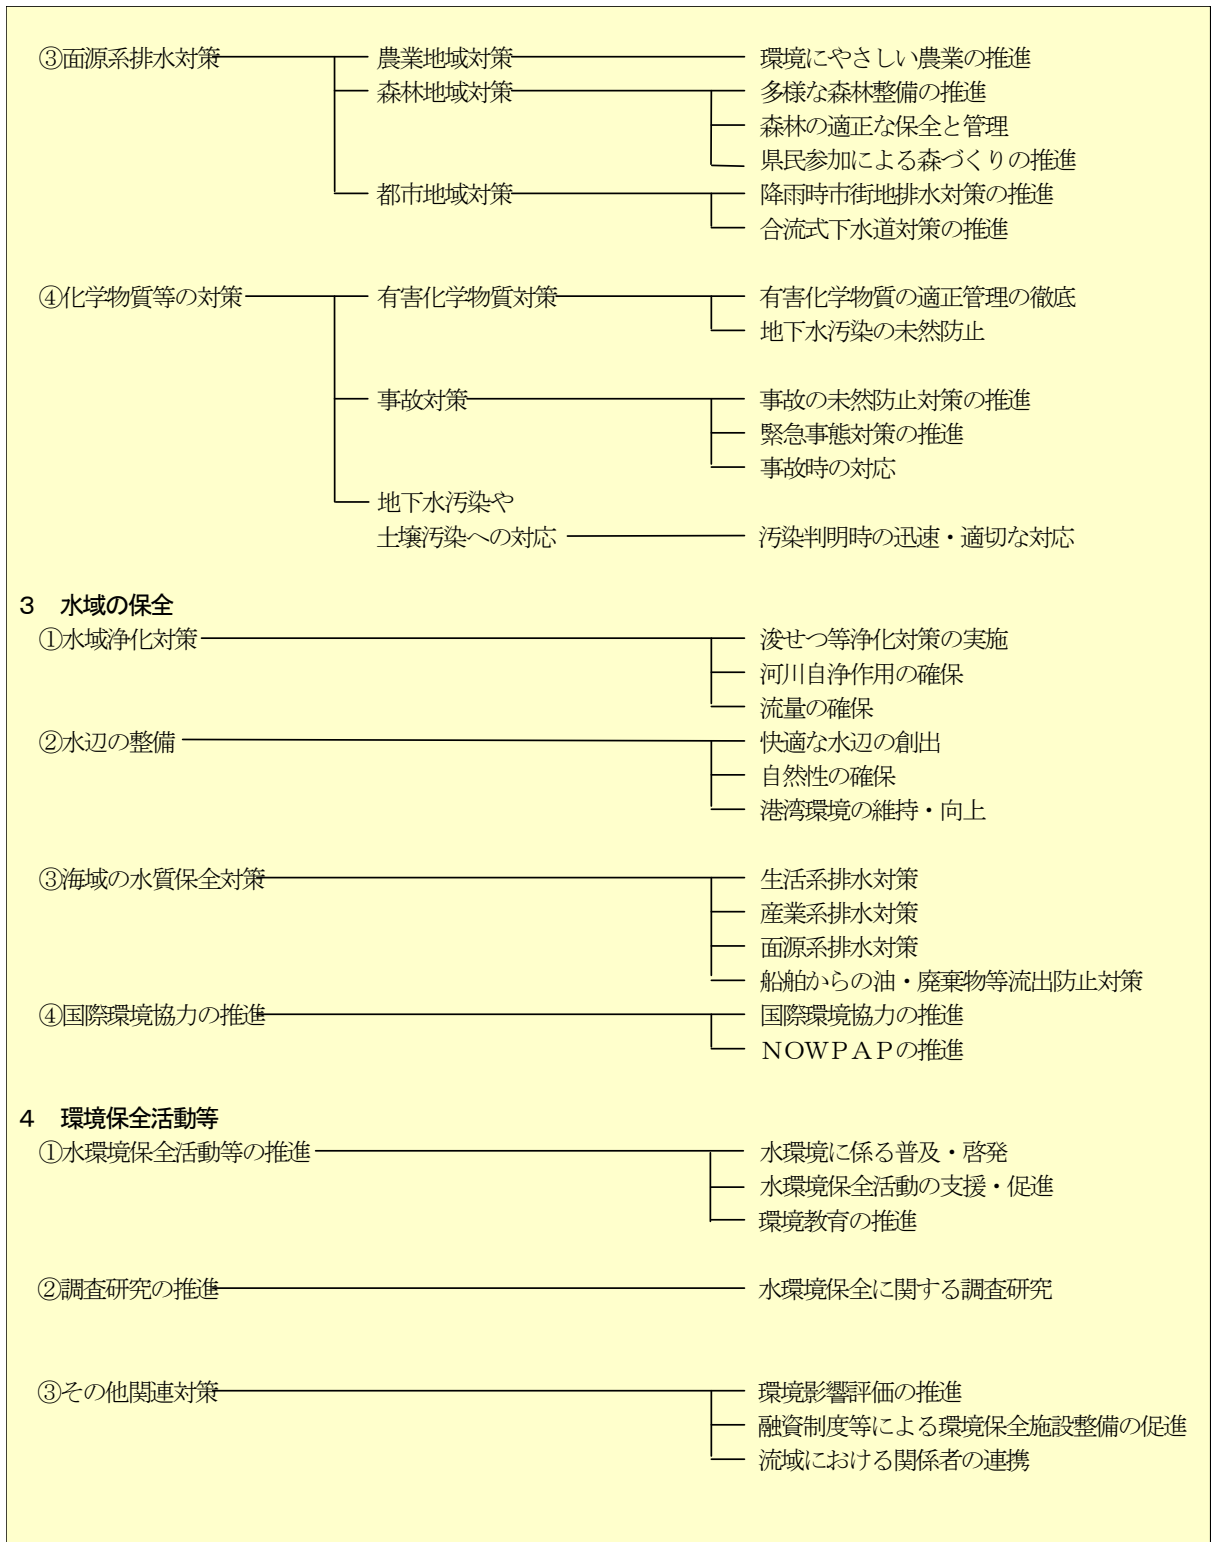 ③面源系排水対策 農業地域対策 環境にやさしい農業の推進
森林地域対策 多様な森林整備の推進
森林の適正な保全と管理
県民参加による森づくりの推進
都市地域対策 降雨時市街地排水対策の推進
合流式下水道対策の推進
④化学物質等の対策 有害化学物質対策 有害化学物質の適正管理の徹底
地下水汚染の未然防止
事故対策 事故の未然防止対策の推進
緊急事態対策の推進
事故時の対応
地下水汚染や
土壌汚染への対応 汚染判明時の迅速・適切な対応
３　水域の保全
①水域浄化対策 浚せつ等浄化対策の実施
河川自浄作用の確保
流量の確保
②水辺の整備 快適な水辺の創出
自然性の確保
港湾環境の維持・向上
③海域の水質保全対策 生活系排水対策
産業系排水対策
面源系排水対策
船舶からの油・廃棄物等流出防止対策
④国際環境協力の推進 国際環境協力の推進
ＮＯＷＰＡＰの推進
４　環境保全活動等
①水環境保全活動等の推進 水環境に係る普及・啓発
水環境保全活動の支援・促進
環境教育の推進
②調査研究の推進 水環境保全に関する調査研究
③その他関連対策 環境影響評価の推進
融資制度等による環境保全施設整備の促進
流域における関係者の連携